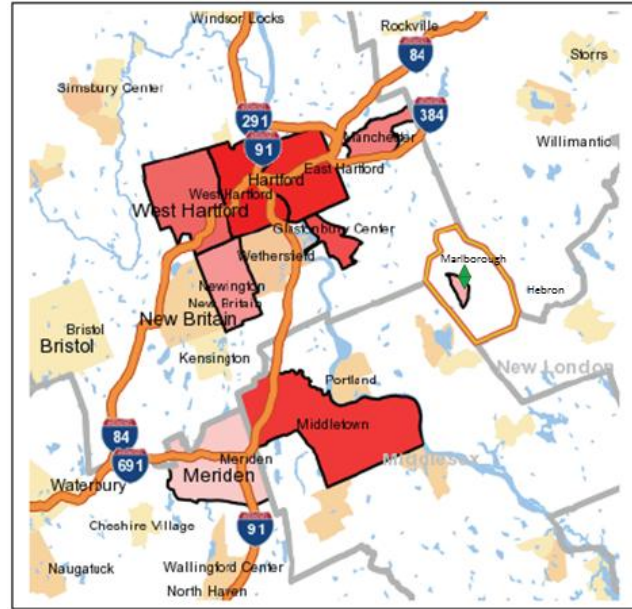 Windsor Locks
Rockville
84
Storrs
Simsbury Center
291
384
Manchester
Willimantic
91
East Hartford
Hartford
West Hartford
West Hartford
Glastonbury Center
Wethersfield
Marlborough
Newington
Hebron
New Britain
New Britain
Bristol
Bristol
Kensington
New London
Portland
Middletown
84
Middlesex
691
Meriden
Meriden
Waterbury
Cheshire Village
91
Naugatuck
Wallingford Center
North Haven